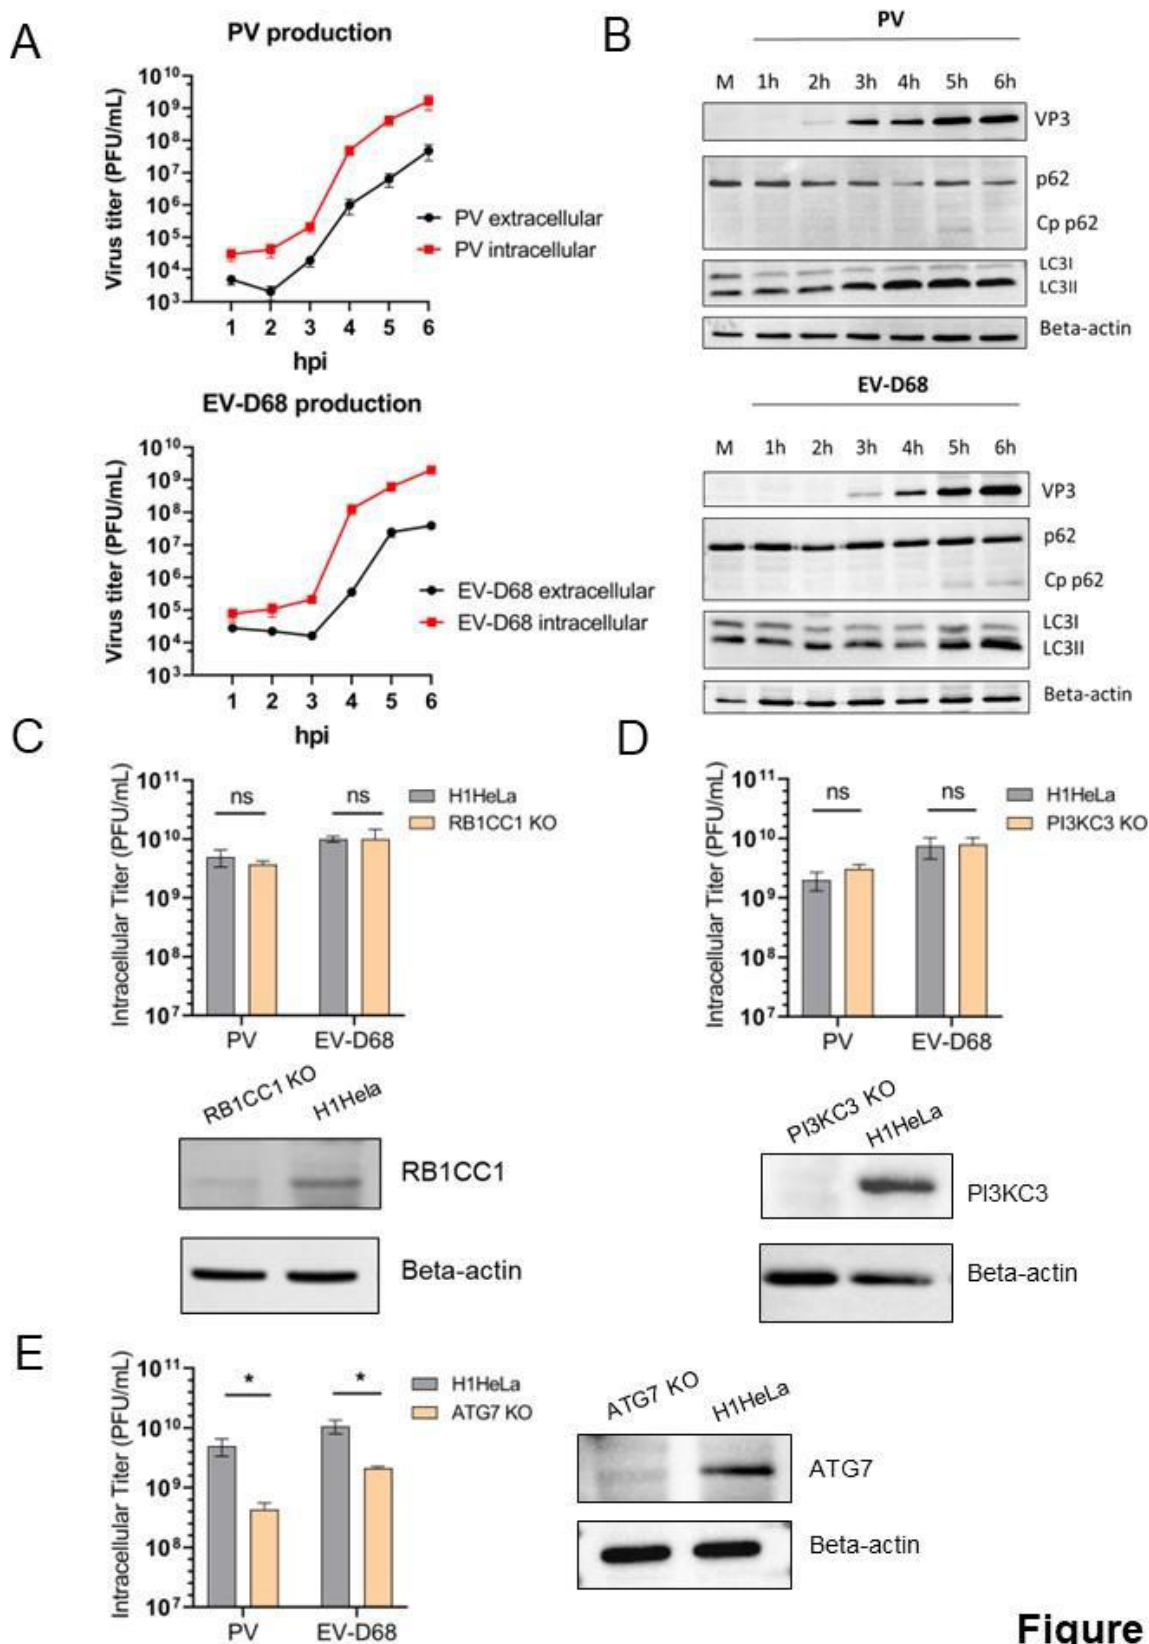 A
PV production
Virus titer (PFU/mL)
10^10
10^9
10^8
10^7
10^6
10^5
10^4
10^3
1 2 3 4 5 6
hpi
PV extracellular
PV intracellular
EV-D68 production
Virus titer (PFU/mL)
10^10
10^9
10^8
10^7
10^6
10^5
10^4
10^3
1 2 3 4 5 6
hpi
EV-D68 extracellular
EV-D68 intracellular
B
PV
M 1h 2h 3h 4h 5h 6h
VP3
p62
Cp p62
LC3I
LC3II
Beta-actin
EV-D68
M 1h 2h 3h 4h 5h 6h
VP3
p62
Cp p62
LC3I
LC3II
Beta-actin
C
Intracellular Titer (PFU/mL)
10^11
10^10
10^9
10^8
10^7
ns ns
PV EV-D68
H1HeLa
RB1CC1 KO
RB1CC1 KO H1Hela
RB1CC1
Beta-actin
D
Intracellular Titer (PFU/mL)
10^11
10^10
10^9
10^8
10^7
ns ns
PV EV-D68
H1HeLa
PI3KC3 KO
PI3KC3 KO H1HeLa
PI3KC3
Beta-actin
E
Intracellular Titer (PFU/mL)
10^11
10^10
10^9
10^8
10^7
* *
PV EV-D68
H1HeLa
ATG7 KO
ATG7 KO H1HeLa
ATG7
Beta-actin
Figure